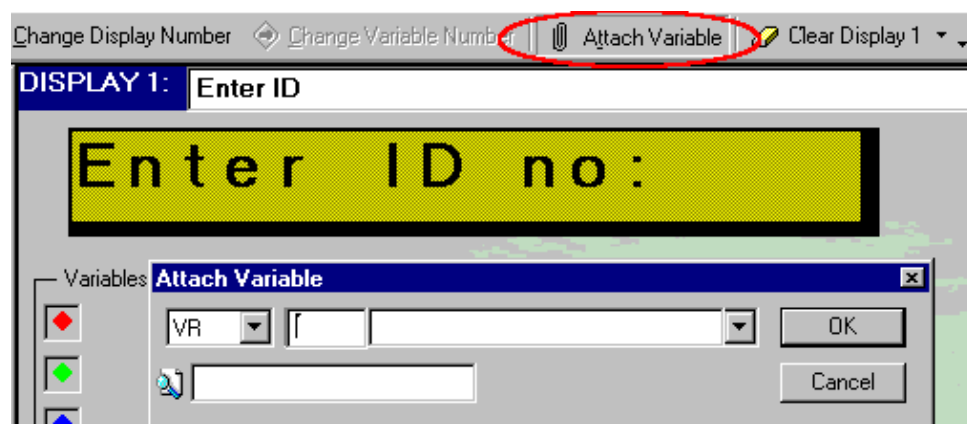 Change Display Number Change Variable Number Attach Variable Clear Display 1
DISPLAY 1: Enter ID
Enter ID no:
Variables Attach Variable
VR OK
Cancel